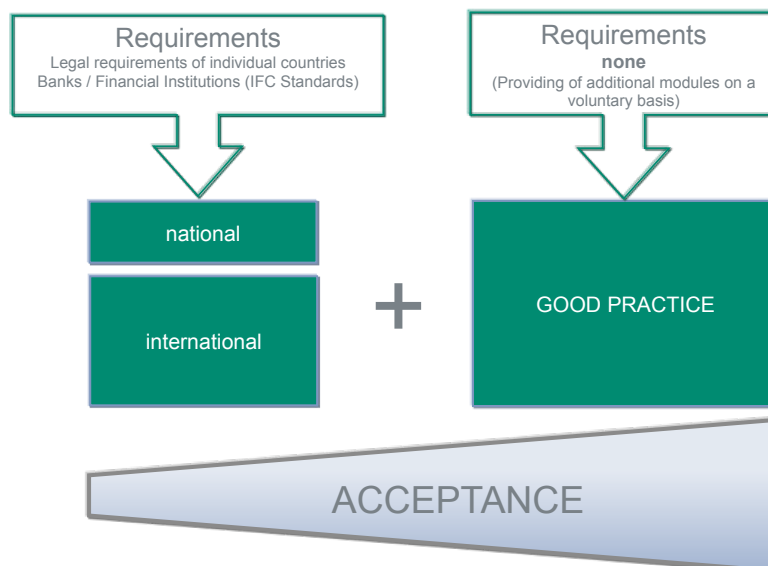 Requirements
Legal requirements of individual countries
Banks / Financial Institutions (IFC Standards)
Requirements
none
(Providing of additional modules on a
voluntary basis)
national
international
+
GOOD PRACTICE
ACCEPTANCE